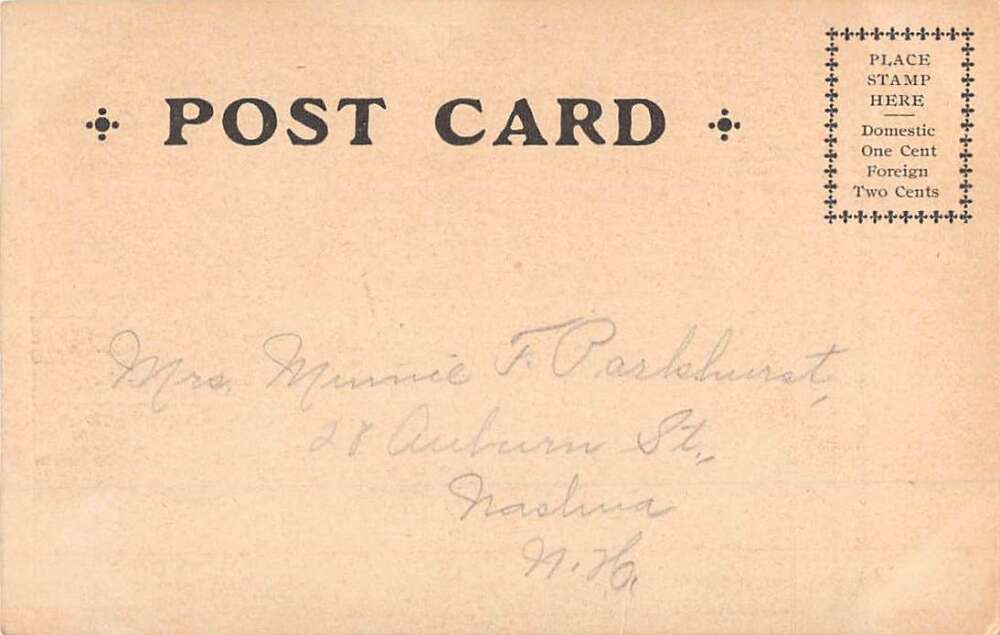 POST CARD
PLACE
STAMP
HERE
Domestic
One Cent
Foreign
Two Cents
Mrs. Minnie F. Parkhurst,
28 Auburn St.,
Nashua
N. H.